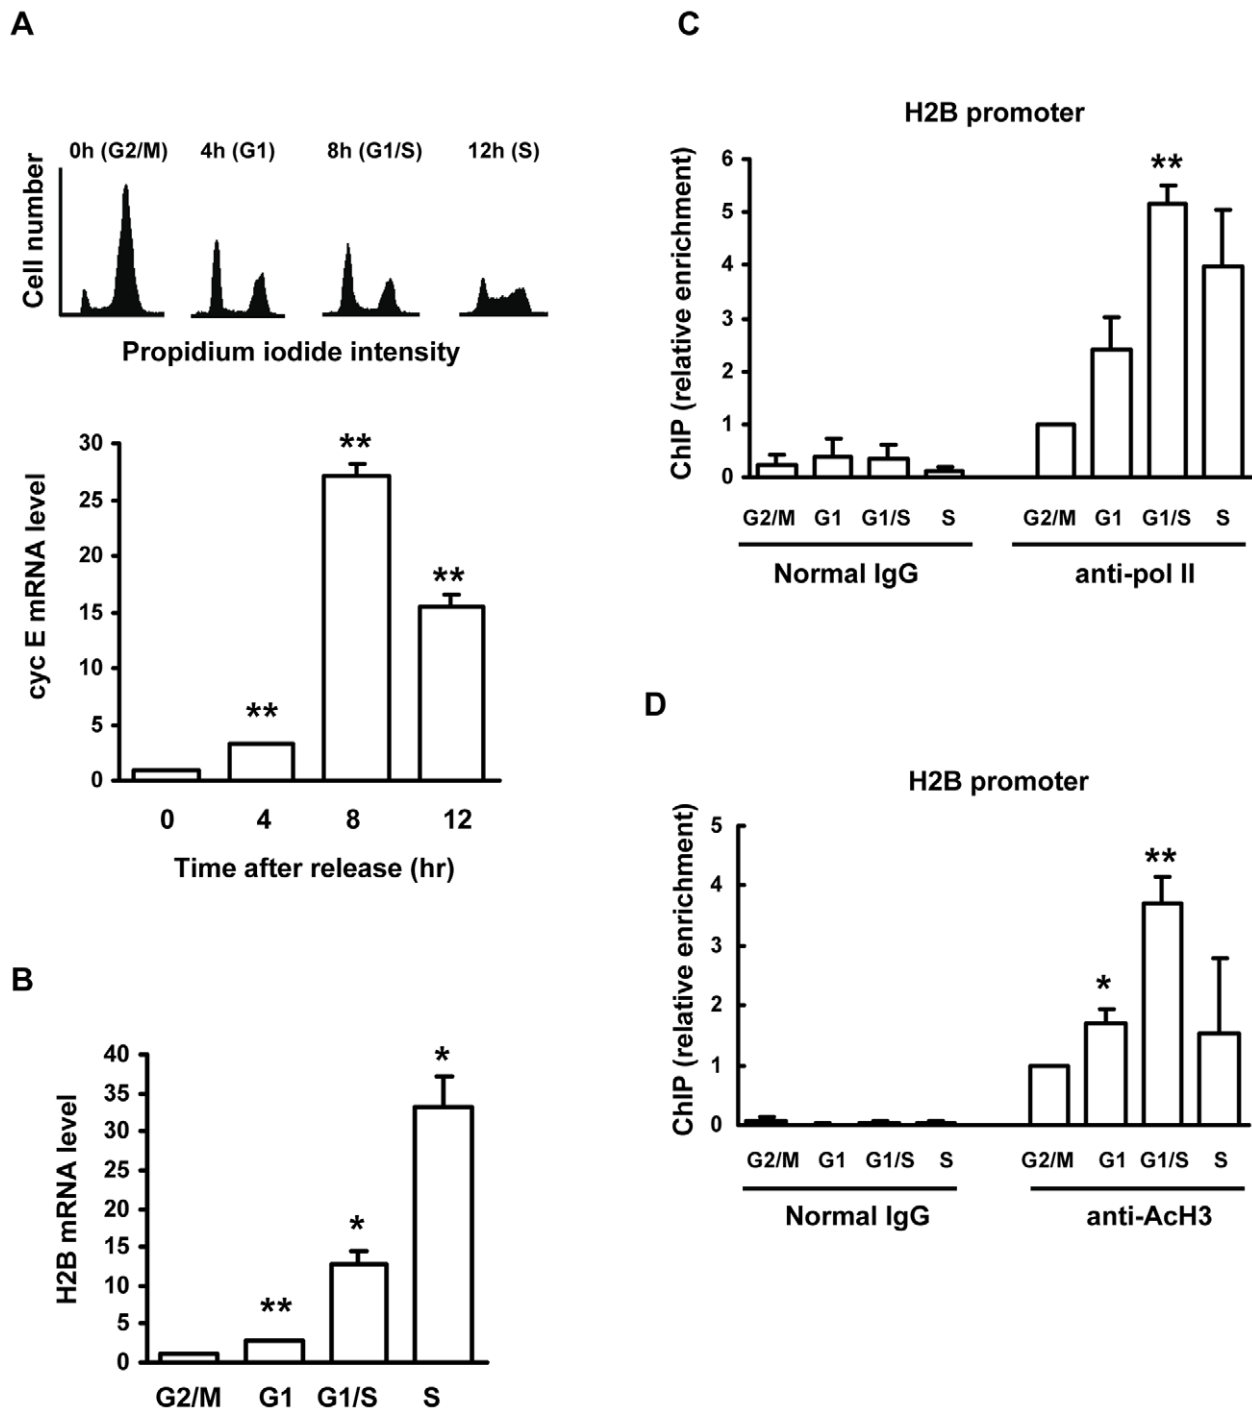 A
0h (G2/M) 4h (G1) 8h (G1/S) 12h (S)
Cell number
Propidium iodide intensity
cyc E mRNA level
30
25
20
15
10
5
0
**
**
**
0 4 8 12
Time after release (hr)
B
H2B mRNA level
40
35
30
25
20
15
10
5
0
**
*
*
G2/M G1 G1/S S
C
H2B promoter
ChIP (relative enrichment)
6
5
4
3
2
1
0
**
G2/M G1 G1/S S G2/M G1 G1/S S
Normal IgG anti-pol II
D
H2B promoter
ChIP (relative enrichment)
5
4
3
2
1
0
*
**
G2/M G1 G1/S S G2/M G1 G1/S S
Normal IgG anti-AcH3